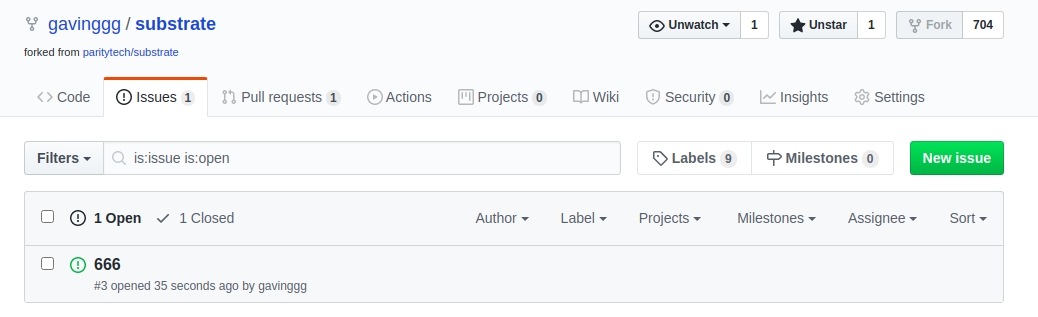 gavinggg / substrate
Unwatch 1 Unstar 1 Fork 704
forked from paritytech/substrate
Code Issues 1 Pull requests 1 Actions Projects 0 Wiki Security 0 Insights Settings
Filters is:issue is:open Labels 9 Milestones 0 New issue
1 Open 1 Closed Author Label Projects Milestones Assignee Sort
666
#3 opened 35 seconds ago by gavinggg